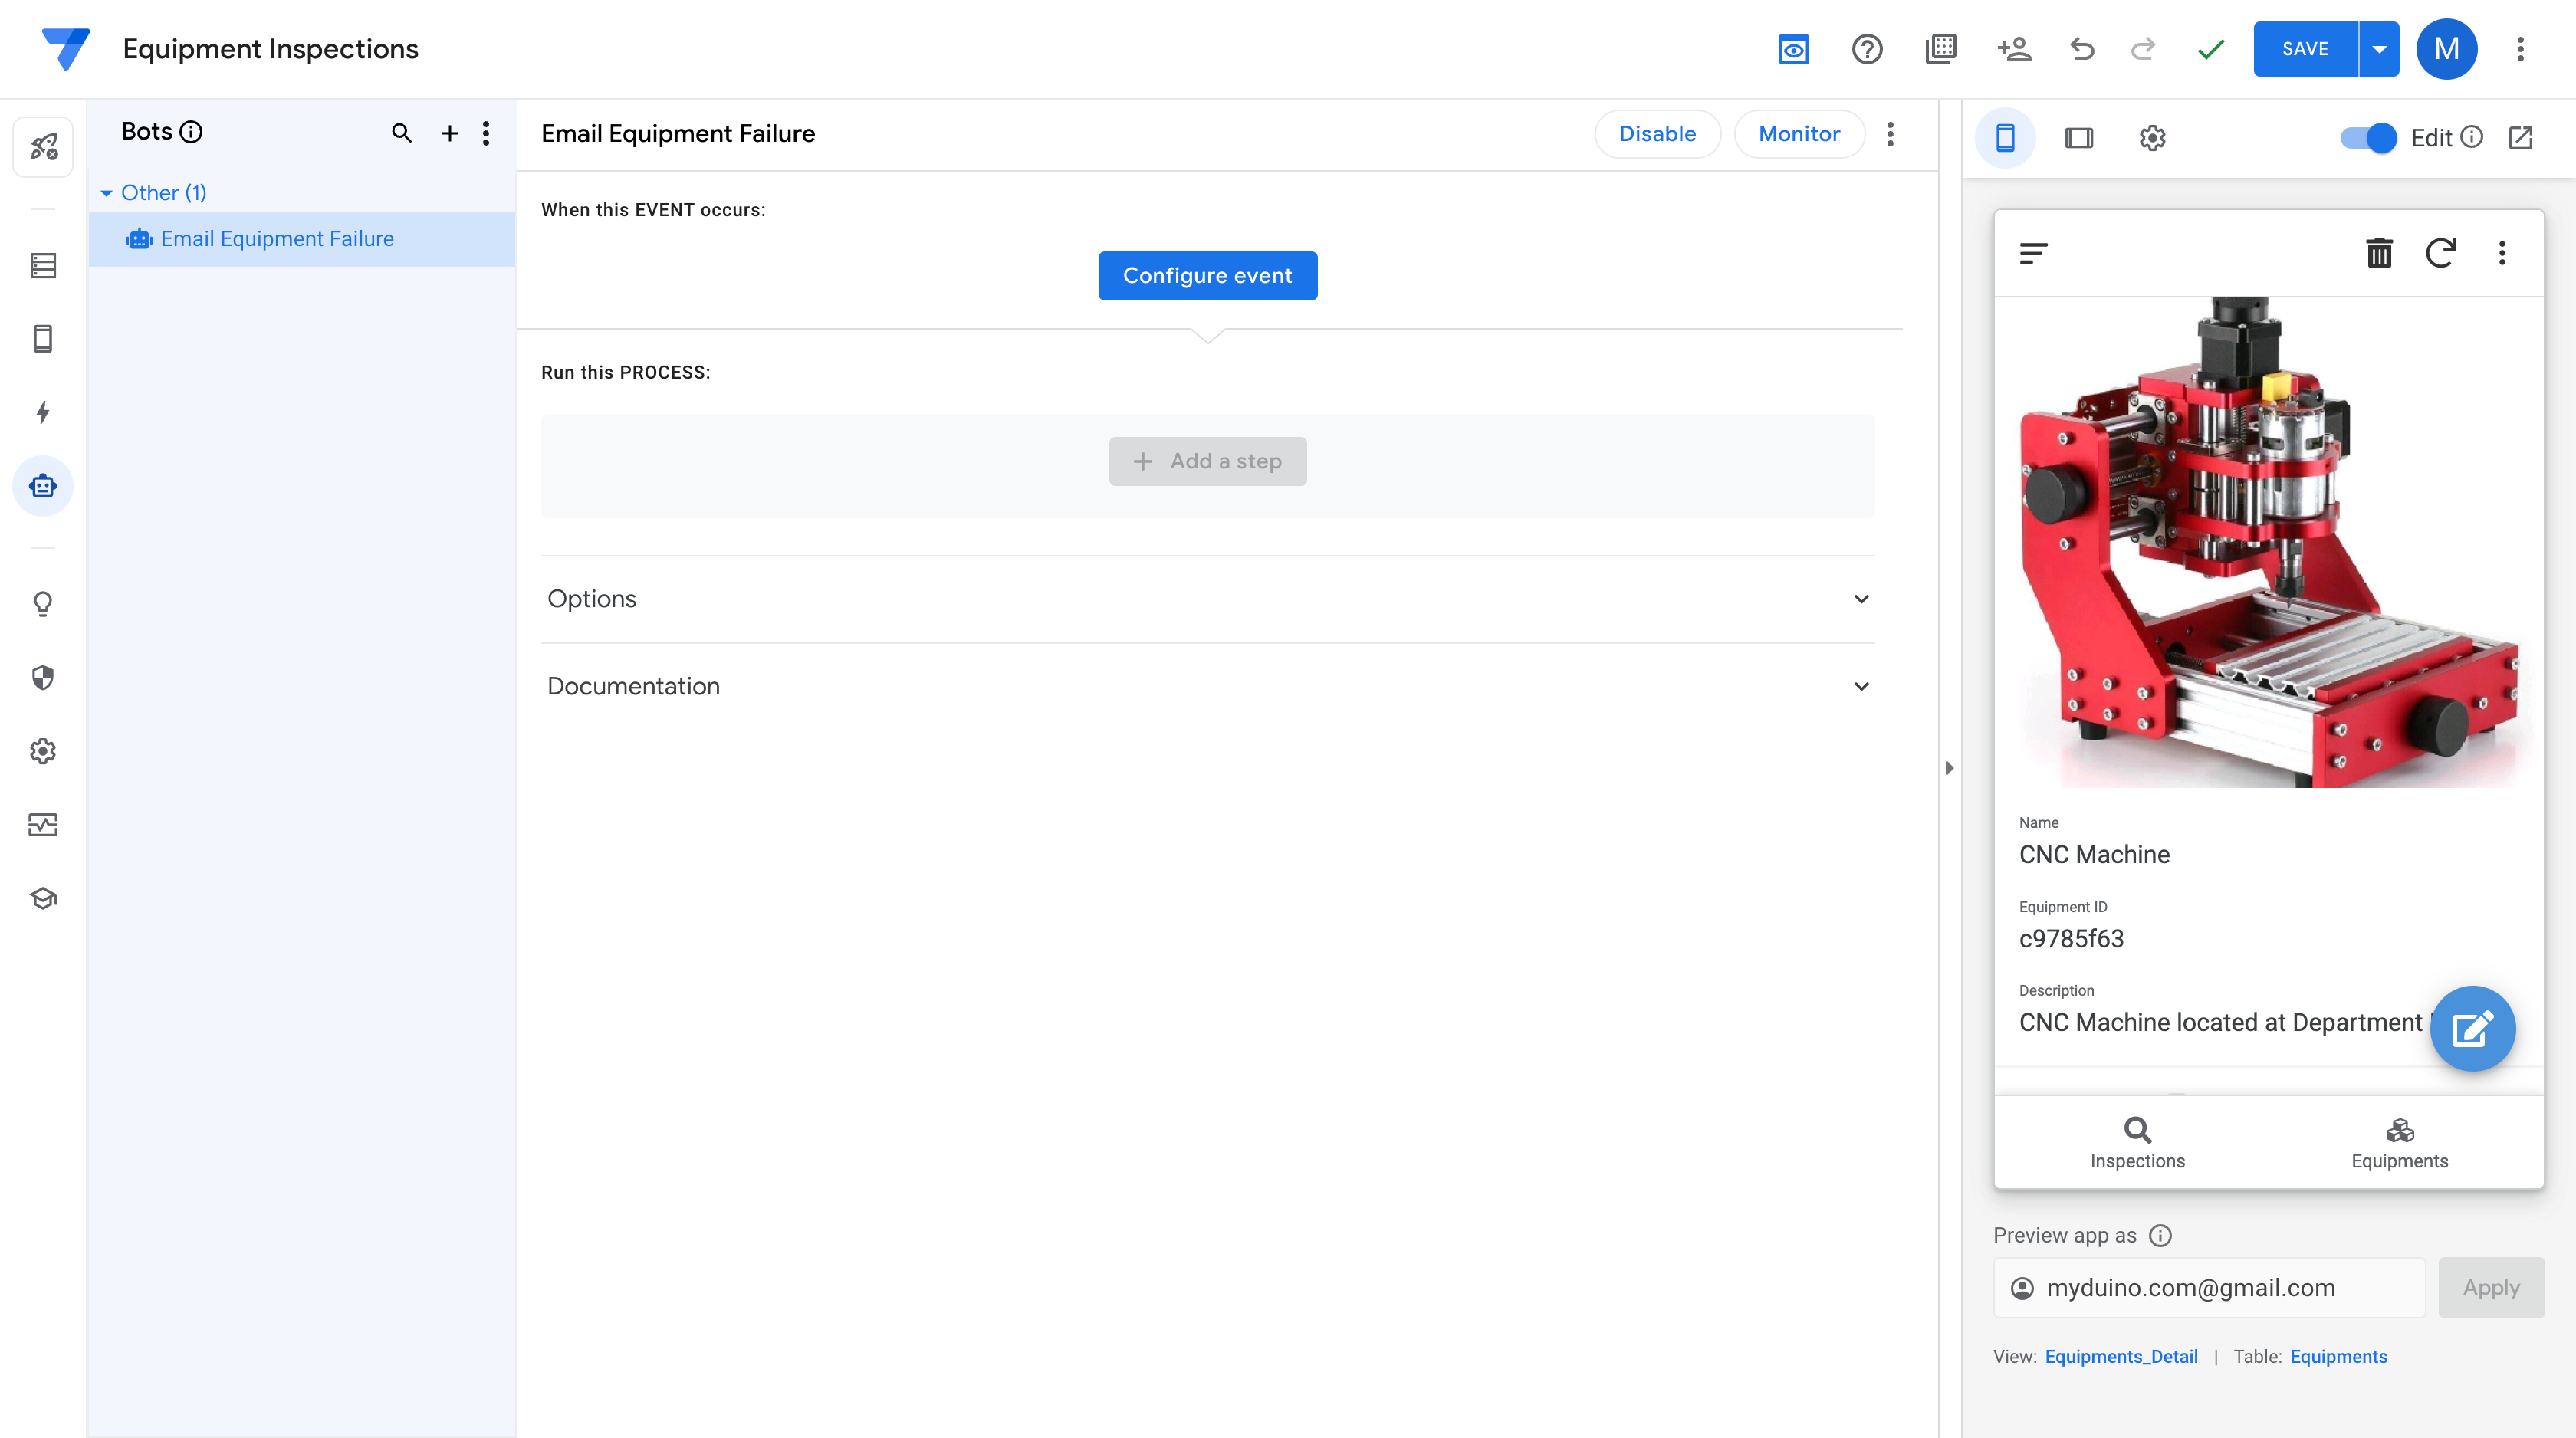 Equipment Inspections
SAVE
M
Bots
Other (1)
Email Equipment Failure
Email Equipment Failure
Disable
Monitor
When this EVENT occurs:
Configure event
Run this PROCESS:
+ Add a step
Options
Documentation
Edit
Name
CNC Machine
Equipment ID
c9785f63
Description
CNC Machine located at Department
Inspections
Equipments
Preview app as
myduino.com@gmail.com
Apply
View: Equipments_Detail | Table: Equipments